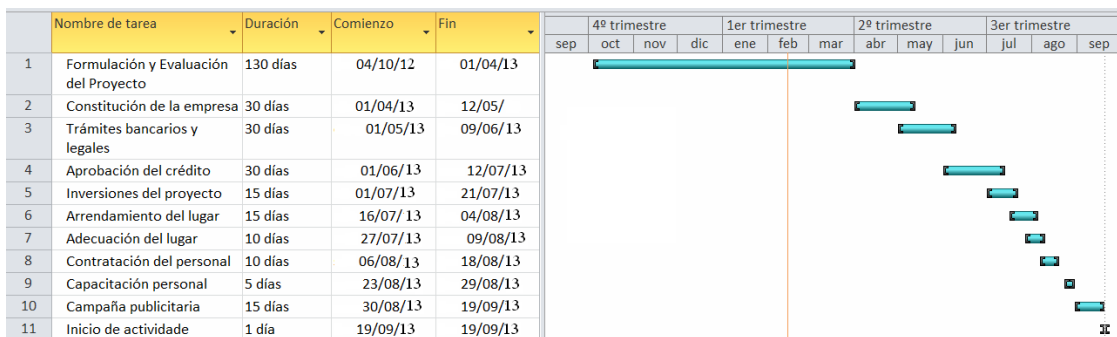 Nombre de tarea Duración Comienzo Fin 4º trimestre 1er trimestre 2º trimestre 3er trimestre
sep oct nov dic ene feb mar abr may jun jul ago sep
1 Formulación y Evaluación 130 días 04/10/12 01/04/13
del Proyecto
2 Constitución de la empresa 30 días 01/04/13 12/05/
3 Trámites bancarios y 30 días 01/05/13 09/06/13
legales
4 Aprobación del crédito 30 días 01/06/13 12/07/13
5 Inversiones del proyecto 15 días 01/07/13 21/07/13
6 Arrendamiento del lugar 15 días 16/07/13 04/08/13
7 Adecuación del lugar 10 días 27/07/13 09/08/13
8 Contratación del personal 10 días 06/08/13 18/08/13
9 Capacitación personal 5 días 23/08/13 29/08/13
10 Campaña publicitaria 15 días 30/08/13 19/09/13
11 Inicio de actividade 1 día 19/09/13 19/09/13